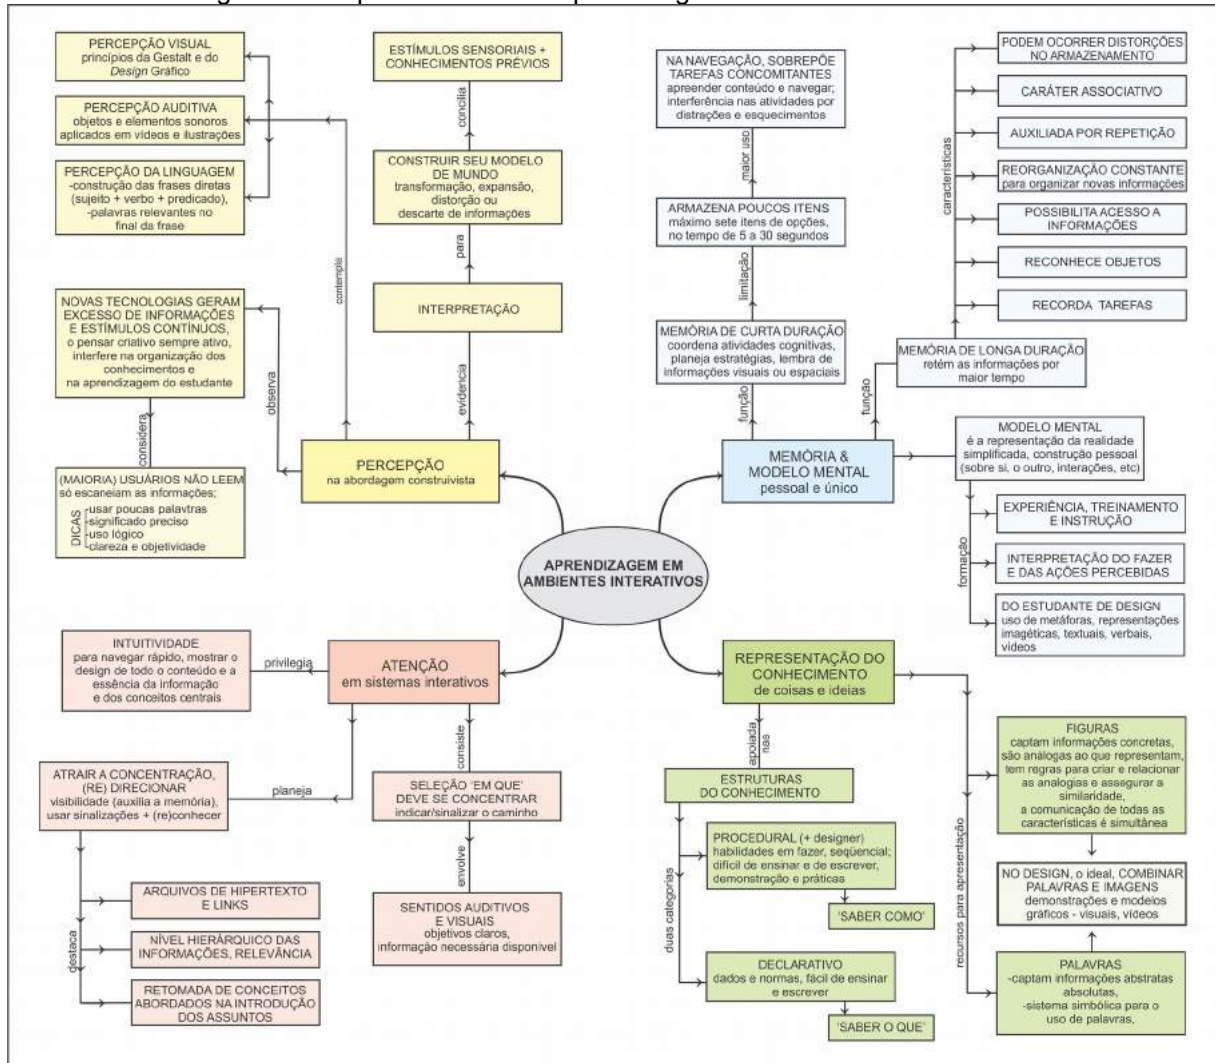 PERCEPÇÃO VISUAL
princípios da Gestalt e do
Design Gráfico
PERCEPÇÃO AUDITIVA
objetos e elementos sonoros
aplicados em vídeos e ilustrações
PERCEPÇÃO DA LINGUAGEM
-construção das frases diretas
(sujeito + verbo + predicado),
-palavras relevantes no
final da frase
contempla
ESTÍMULOS SENSORIAIS +
CONHECIMENTOS PRÉVIOS
concilia
CONSTRUIR SEU MODELO
DE MUNDO
transformação, expansão,
distorção ou
descarte de informações
para
INTERPRETAÇÃO
evidencia
NOVAS TECNOLOGIAS GERAM
EXCESSO DE INFORMAÇÕES
E ESTÍMULOS CONTÍNUOS,
o pensar criativo sempre ativo,
interfere na organização dos
conhecimentos e
na aprendizagem do estudante
observa
considera
(MAIORIA) USUÁRIOS NÃO LEEM
só escaneiam as informações;
DICAS
-usar poucas palavtras
-significado preciso
-uso lógico
-clareza e objetividade
PERCEPÇÃO
na abordagem construivista
NA NAVEGAÇÃO, SOBREPÕE
TAREFAS CONCOMITANTES
apreender conteúdo e navegar;
interferência nas atividades por
distrações e esquecimentos
maior uso
ARMAZENA POUCOS ITENS
máximo sete itens de opções,
no tempo de 5 a 30 segundos
limitação
MEMÓRIA DE CURTA DURAÇÃO
coordena atividades cognitivas,
planeja estratégias, lembra de
informações visuais ou espaciais
função
PODEM OCORRER DISTORÇÕES
NO ARMAZENAMENTO
CARÁTER ASSOCIATIVO
AUXILIADA POR REPETIÇÃO
REORGANIZAÇÃO CONSTANTE
para organizar novas informações
POSSIBILITA ACESSO A
INFORMAÇÕES
RECONHECE OBJETOS
RECORDA TAREFAS
características
MEMÓRIA DE LONGA DURAÇÃO
retém as informações por
maior tempo
função
MEMÓRIA &
MODELO MENTAL
pessoal e único
MODELO MENTAL
é a representação da realidade
simplificada, construção pessoal
(sobre si, o outro, interações, etc)
formação
EXPERIÊNCIA, TREINAMENTO
E INSTRUÇÃO
INTERPRETAÇÃO DO FAZER
E DAS AÇÕES PERCEBIDAS
DO ESTUDANTE DE DESIGN
uso de metáforas, representações
imagéticas, textuais, verbais,
vídeos
APRENDIZAGEM EM
AMBIENTES INTERATIVOS
INTUITIVIDADE
para navegar rápido, mostrar o
design de todo o conteúdo e a
essência da informação
e dos conceitos centrais
privilegia
ATENÇÃO
em sistemas interativos
planeja
ATRAIR A CONCENTRAÇÃO,
(RE) DIRECIONAR
visibilidade (auxilia a memória),
usar sinalizações + (re)conhecer
destaca
ARQUIVOS DE HIPERTEXTO
E LINKS
NÍVEL HIERÁRQUICO DAS
INFORMAÇÕES, RELEVÂNCIA
RETOMADA DE CONCEITOS
ABORDADOS NA INTRODUÇÃO
DOS ASSUNTOS
consiste
SELEÇÃO 'EM QUE'
DEVE SE CONCENTRAR
indicar/sinalizar o caminho
envolve
SENTIDOS AUDITIVOS
E VISUAIS
objetivos claros,
informação necessária disponível
REPRESENTAÇÃO DO
CONHECIMENTO
de coisas e ideias
apoiada
nas
ESTRUTURAS
DO CONHECIMENTO
duas categorias
PROCEDURAL (+ designer)
habilidades em fazer, seqüencial;
difícil de ensinar e de escrever,
demonstração e práticas
'SABER COMO'
DECLARATIVO
dados e normas, fácil de ensinar
e escrever
'SABER O QUE'
recursos para apresentação
FIGURAS
captam informações concretas,
são análogas ao que representam,
tem regras para criar e relacionar
as analogias e assegurar a
similaridade,
a comunicação de todas as
características é simultânea
NO DESIGN, o ideal, COMBINAR
PALAVRAS E IMAGENS
demonstrações e modelos
gráficos - visuais, vídeos
PALAVRAS
-captam informações abstratas
absolutas,
-sistema simbólica para o
uso de palavras,